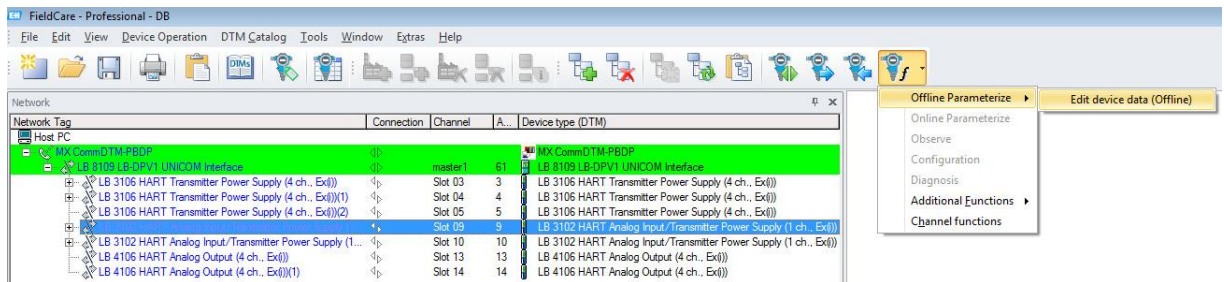 FieldCare - Professional - DB
File Edit View Device Operation DTM Catalog Tools Window Extras Help
DTMs
f
Network
Network Tag Connection Channel A... Device type (DTM)
Host PC
MX CommDTM-PBDP MX CommDTM-PBDP
LB 8109 LB-DPV1 UNICOM Interface master1 61 LB 8109 LB-DPV1 UNICOM Interface
LB 3106 HART Transmitter Power Supply (4 ch., Ex(i)) Slot 03 3 LB 3106 HART Transmitter Power Supply (4 ch., Ex(i))
LB 3106 HART Transmitter Power Supply (4 ch., Ex(i))(1) Slot 04 4 LB 3106 HART Transmitter Power Supply (4 ch., Ex(i))
LB 3106 HART Transmitter Power Supply (4 ch., Ex(i))(2) Slot 05 5 LB 3106 HART Transmitter Power Supply (4 ch., Ex(i))
Slot 09 9 LB 3102 HART Analog Input/Transmitter Power Supply (1 ch., Ex(i))
LB 3102 HART Analog Input/Transmitter Power Supply (1... Slot 10 10 LB 3102 HART Analog Input/Transmitter Power Supply (1 ch., Ex(i))
LB 4106 HART Analog Output (4 ch., Ex(i)) Slot 13 13 LB 4106 HART Analog Output (4 ch., Ex(i))
LB 4106 HART Analog Output (4 ch., Ex(i))(1) Slot 14 14 LB 4106 HART Analog Output (4 ch., Ex(i))
Offline Parameterize Edit device data (Offline)
Online Parameterize
Observe
Configuration
Diagnosis
Additional Functions
Channel functions